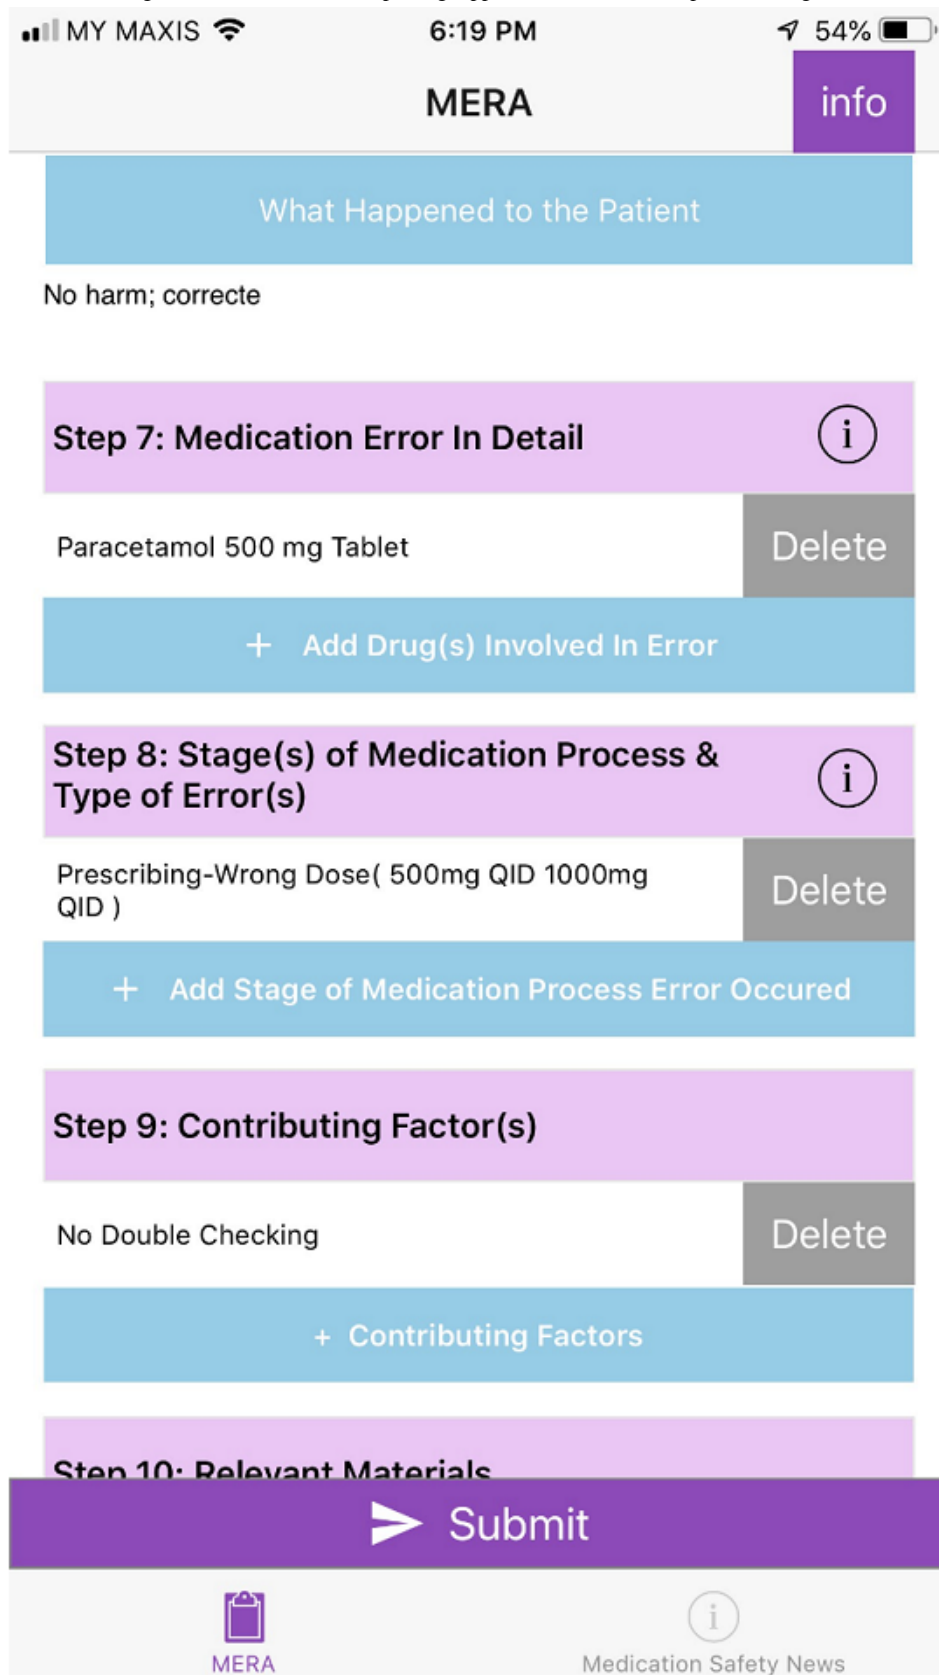 MY MAXIS 6:19 PM 54%
MERA
info
What Happened to the Patient
No harm; correcte
Step 7: Medication Error In Detail
i
Paracetamol 500 mg Tablet
Delete
+ Add Drug(s) Involved In Error
Step 8: Stage(s) of Medication Process &
Type of Error(s)
i
Prescribing-Wrong Dose( 500mg QID 1000mg
QID )
Delete
+ Add Stage of Medication Process Error Occured
Step 9: Contributing Factor(s)
No Double Checking
Delete
+ Contributing Factors
Step 10: Relevant Materials
Submit
MERA
i
Medication Safety News